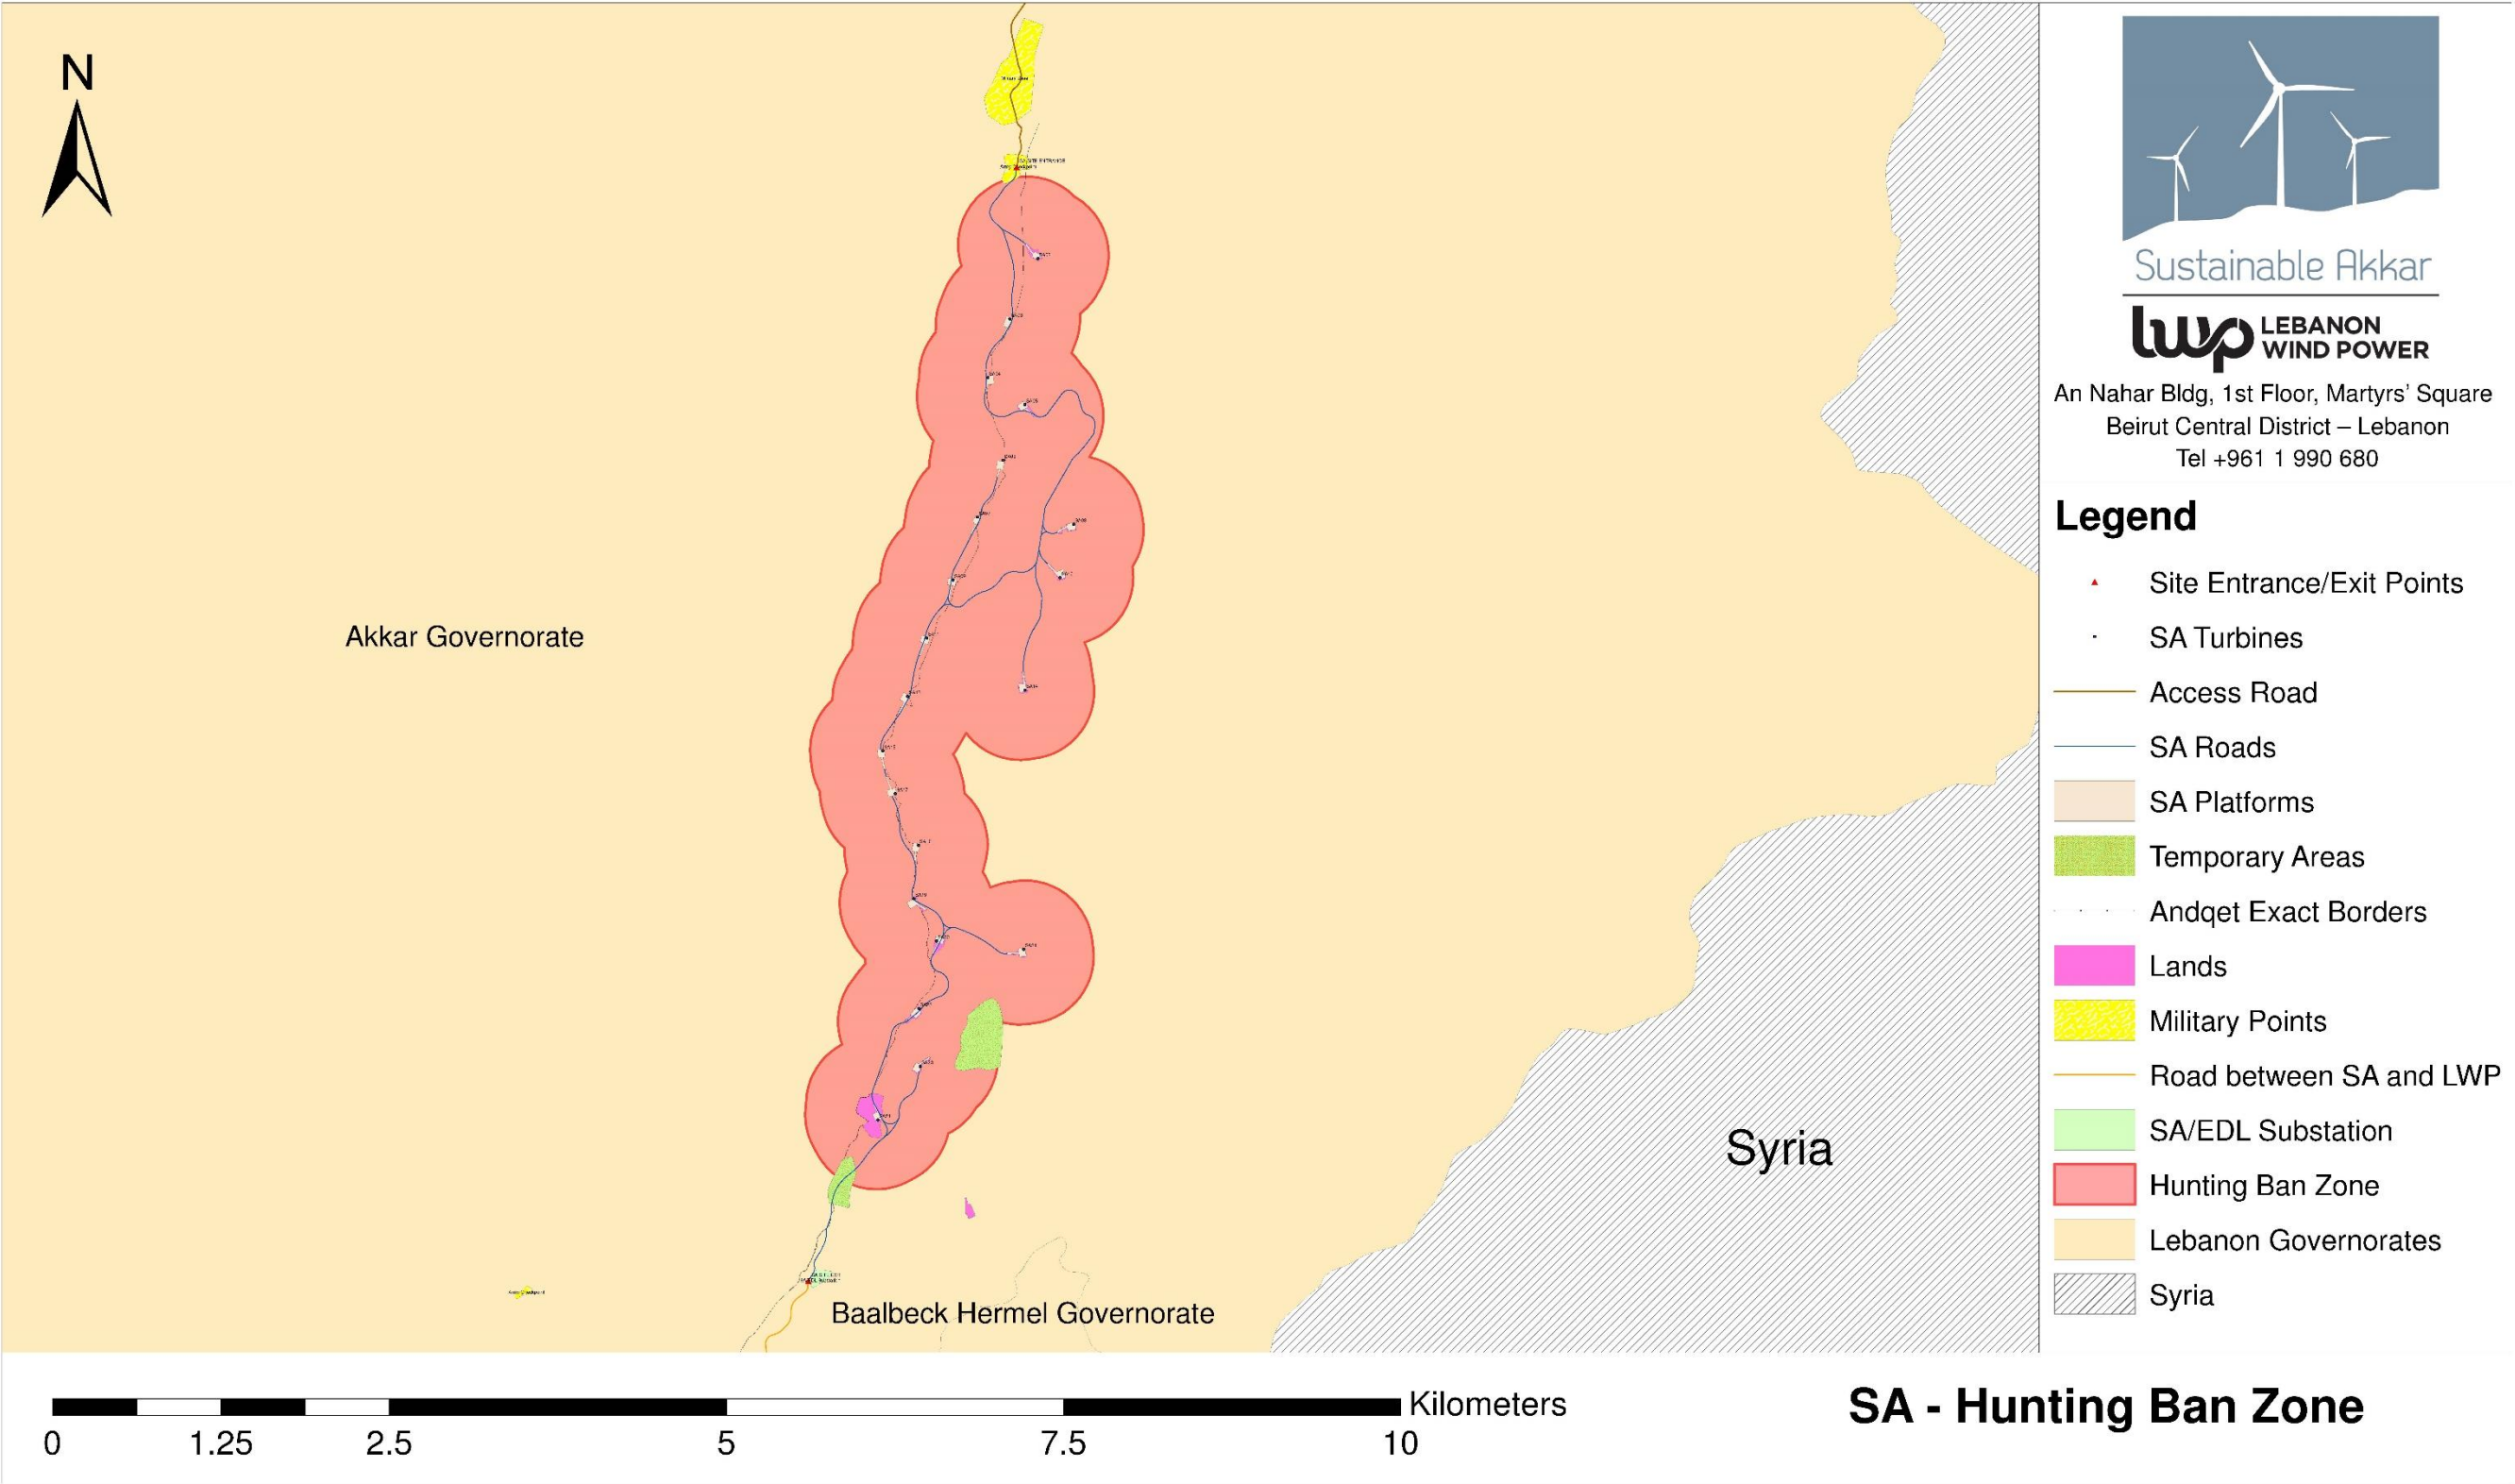 N
Akkar Governorate
Baalbeck Hermel Governorate
Syria
Sustainable Akkar
lwp LEBANON
WIND POWER
An Nahar Bldg, 1st Floor, Martyrs’ Square
Beirut Central District – Lebanon
Tel +961 1 990 680
Legend
Site Entrance/Exit Points
SA Turbines
Access Road
SA Roads
SA Platforms
Temporary Areas
Andqet Exact Borders
Lands
Military Points
Road between SA and LWP
SA/EDL Substation
Hunting Ban Zone
Lebanon Governorates
Syria
Kilometers
0 1.25 2.5 5 7.5 10
SA - Hunting Ban Zone